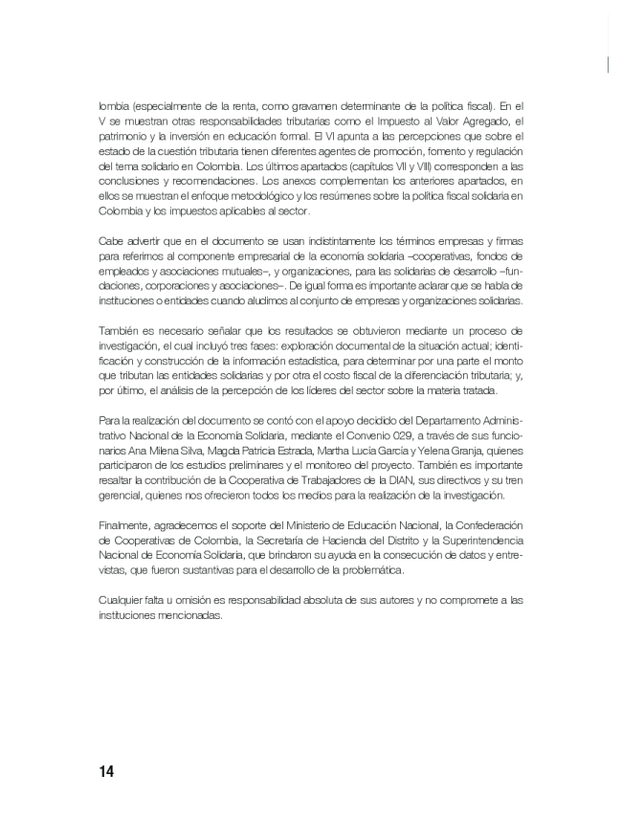 lombia (especialmente de la renta, como gravamen determinante de la política fiscal). En el
V se muestran otras responsabilidades tributarias como el Impuesto al Valor Agregado, el
patrimonio y la inversión en educación formal. El VI apunta a las percepciones que sobre el
estado de la cuestión tributaria tienen diferentes agentes de promoción, fomento y regulación
del tema solidario en Colombia. Los últimos apartados (capítulos VII y VIII) corresponden a las
conclusiones y recomendaciones. Los anexos complementan los anteriores apartados, en
ellos se muestran el enfoque metodológico y los resúmenes sobre la política fiscal solidaria en
Colombia y los impuestos aplicables al sector.
Cabe advertir que en el documento se usan indistintamente los términos empresas y firmas
para referirnos al componente empresarial de la economía solidaria –cooperativas, fondos de
empleados y asociaciones mutuales–, y organizaciones, para las solidarias de desarrollo –fun-
daciones, corporaciones y asociaciones–. De igual forma es importante aclarar que se habla de
instituciones o entidades cuando aludimos al conjunto de empresas y organizaciones solidarias.
También es necesario señalar que los resultados se obtuvieron mediante un proceso de
investigación, el cual incluyó tres fases: exploración documental de la situación actual; identi-
ficación y construcción de la información estadística, para determinar por una parte el monto
que tributan las entidades solidarias y por otra el costo fiscal de la diferenciación tributaria; y,
por último, el análisis de la percepción de los líderes del sector sobre la materia tratada.
Para la realización del documento se contó con el apoyo decidido del Departamento Adminis-
trativo Nacional de la Economía Solidaria, mediante el Convenio 029, a través de sus funcio-
narios Ana Milena Silva, Magda Patricia Estrada, Martha Lucía García y Yelena Granja, quienes
participaron de los estudios preliminares y el monitoreo del proyecto. También es importante
resaltar la contribución de la Cooperativa de Trabajadores de la DIAN, sus directivos y su tren
gerencial, quienes nos ofrecieron todos los medios para la realización de la investigación.
Finalmente, agradecemos el soporte del Ministerio de Educación Nacional, la Confederación
de Cooperativas de Colombia, la Secretaría de Hacienda del Distrito y la Superintendencia
Nacional de Economía Solidaria, que brindaron su ayuda en la consecución de datos y entre-
vistas, que fueron sustantivas para el desarrollo de la problemática.
Cualquier falta u omisión es responsabilidad absoluta de sus autores y no compromete a las
instituciones mencionadas.
14